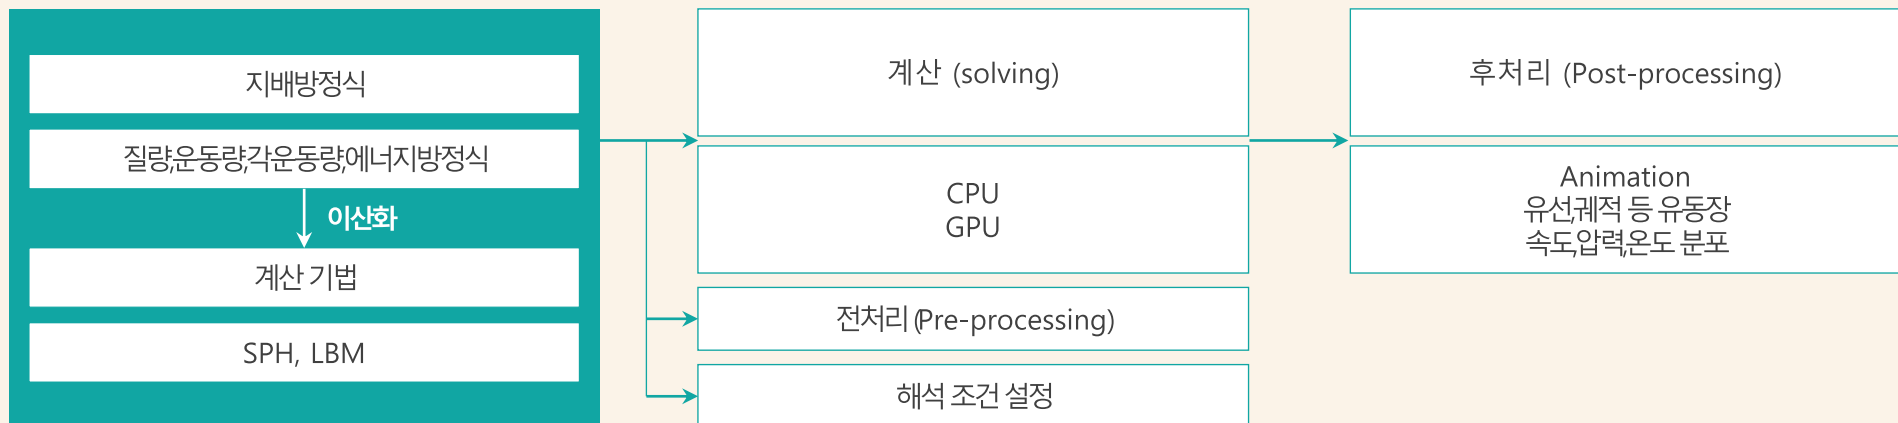 지배방정식
질량,운동량,각운동량,에너지방정식
이산화
계산 기법
SPH, LBM
계산 (solving)
CPU
GPU
전처리 (Pre-processing)
해석 조건 설정
후처리 (Post-processing)
Animation
유선,궤적 등 유동장
속도,압력,온도 분포